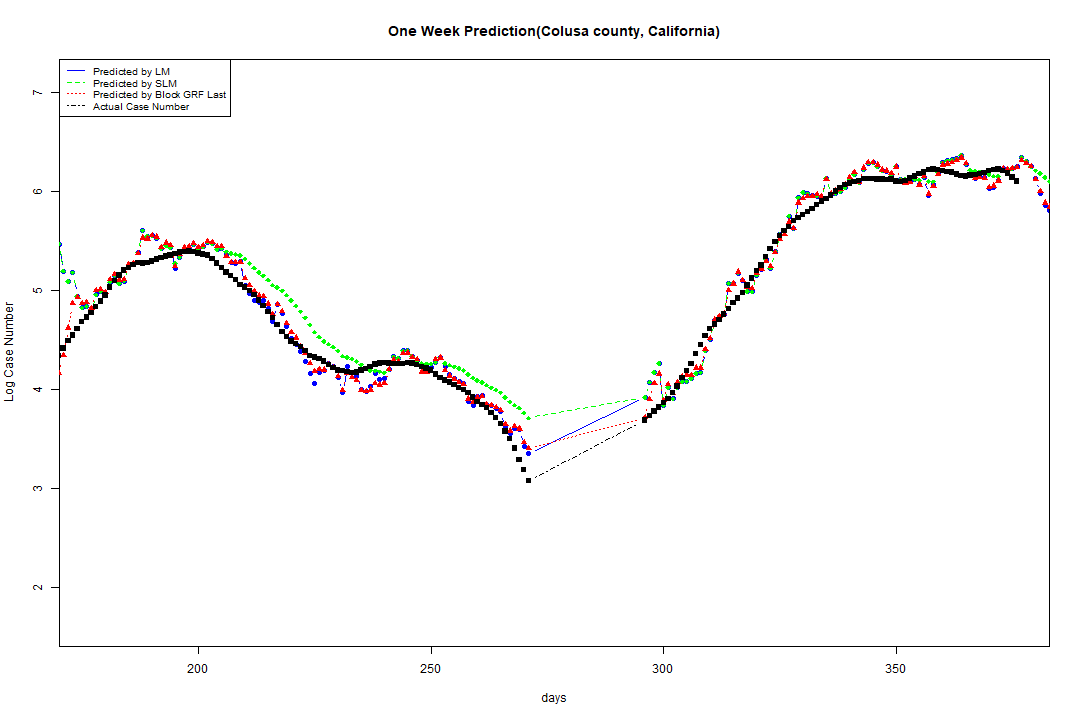 One Week Prediction(Colusa county, California)
Predicted by LM
Predicted by SLM
Predicted by Block GRF Last
Actual Case Number
Log Case Number
7
6
5
4
3
2
200
250
300
350
days